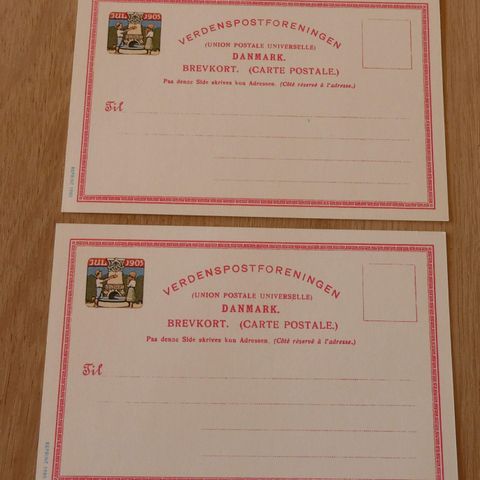 JUL 1905
VERDENSPOSTFORENINGEN
(UNION POSTALE UNIVERSELLE)
DANMARK.
BREVKORT. (CARTE POSTALE.)
Paa denne Side skrives kun Adressen. (Côté réservé à l'adresse.)
Til
JUL 1905
VERDENSPOSTFORENINGEN
(UNION POSTALE UNIVERSELLE)
DANMARK.
BREVKORT. (CARTE POSTALE.)
Paa denne Side skrives kun Adressen. (Côté réservé à l'adresse.)
Til